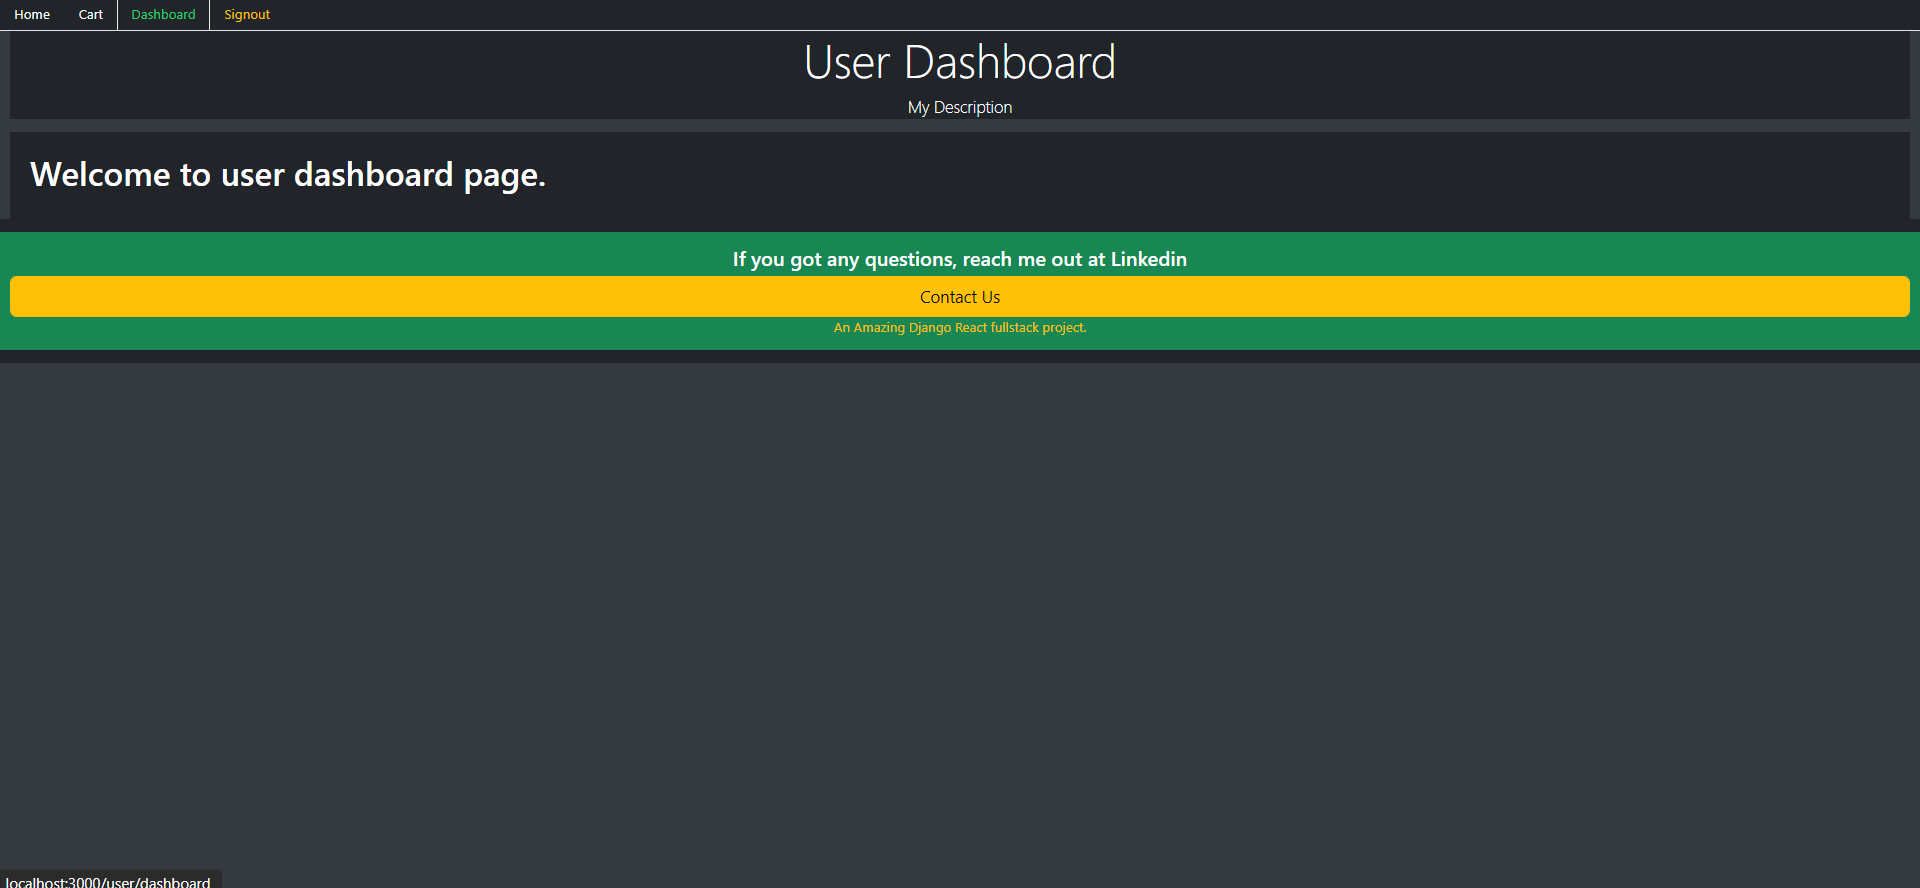 Home Cart Dashboard Signout
User Dashboard
My Description
Welcome to user dashboard page.
If you got any questions, reach me out at Linkedin
Contact Us
An Amazing Django React fullstack project.
localhost:3000/user/dashboard